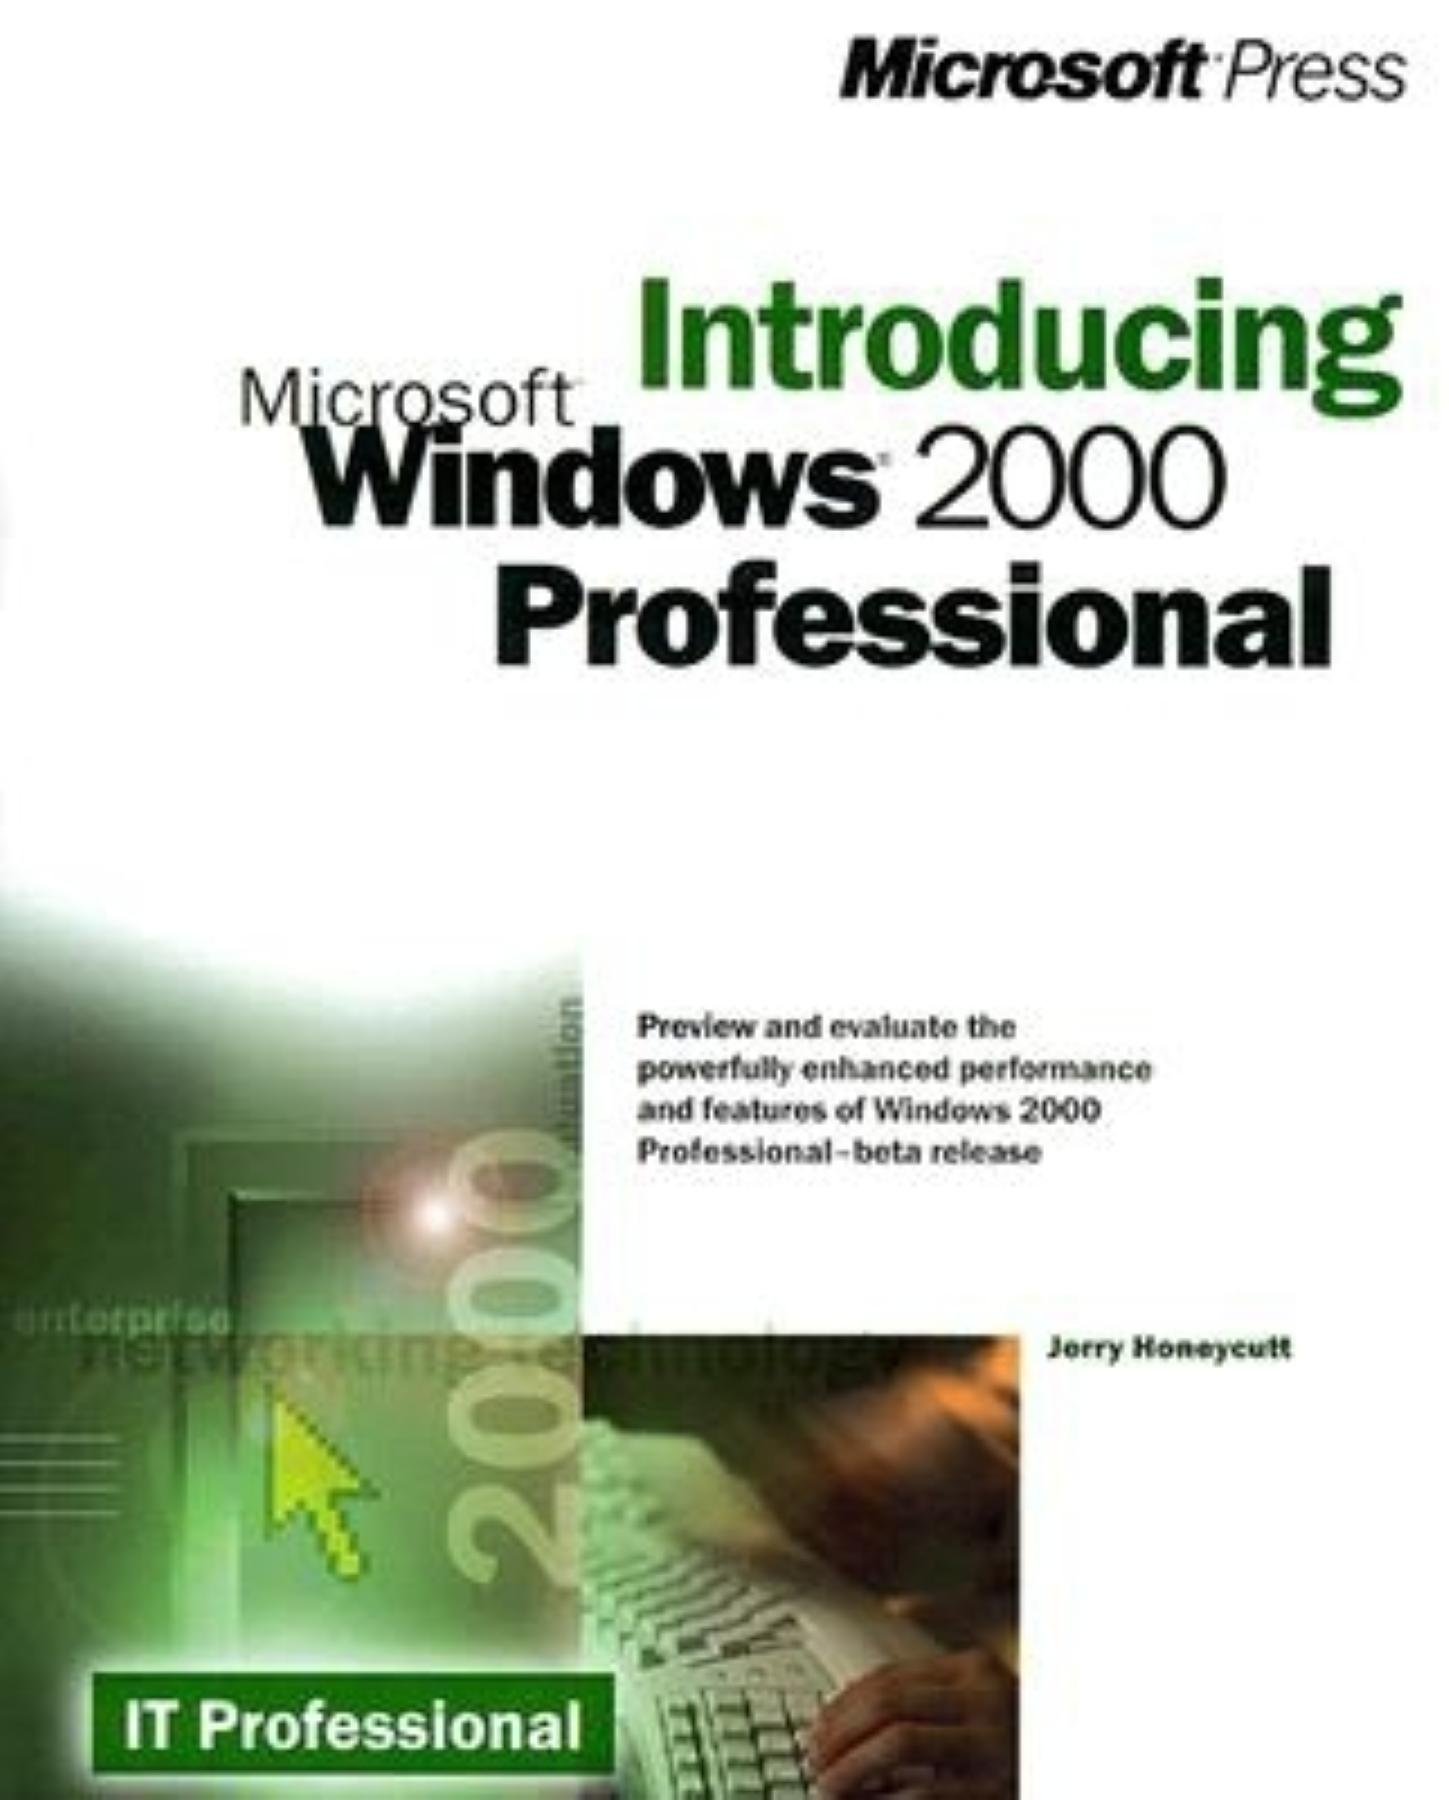 Microsoft Press
Introducing
Microsoft
Windows® 2000
Professional
Preview and evaluate the
powerfully enhanced performance
and features of Windows 2000
Professional–beta release
2000
enterprise
Jerry Honeycutt
IT Professional